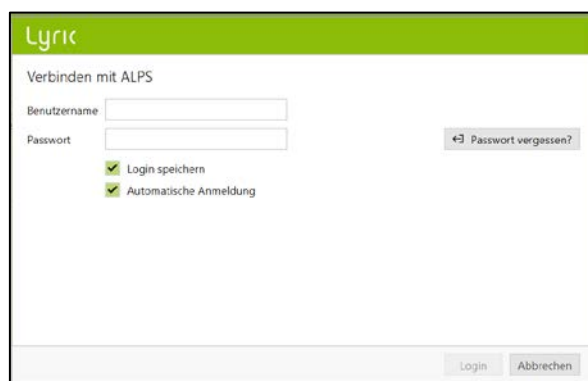 Lyric
Verbinden mit ALPS
Benutzername
Passwort
Passwort vergessen?
Login speichern
Automatische Anmeldung
Login Abbrechen